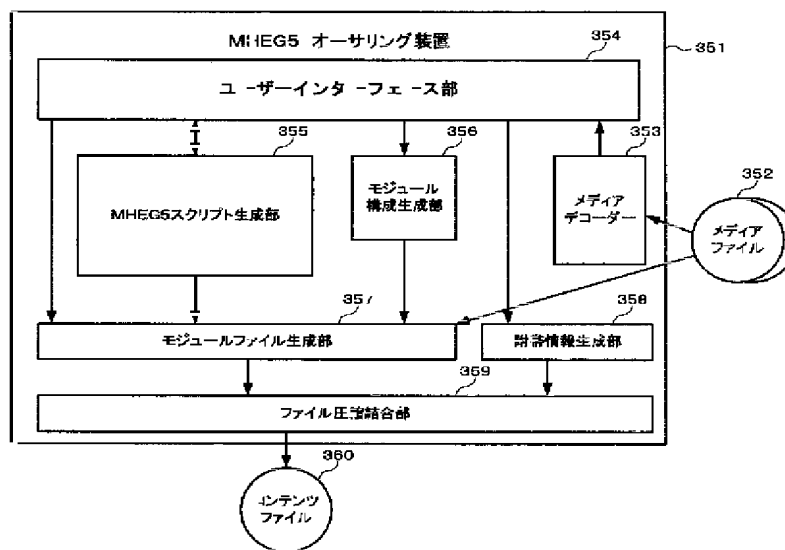 MHEG5 オーサリング装置
351
354
ユーザーインターフェース部
355
356
353
352
MHEG5スクリプト生成部
モジュール
構成生成部
メディア
デコーダー
メディア
ファイル
357
358
モジュールファイル生成部
情報生成部
359
ファイル圧縮結合部
360
コンテンツ
ファイル